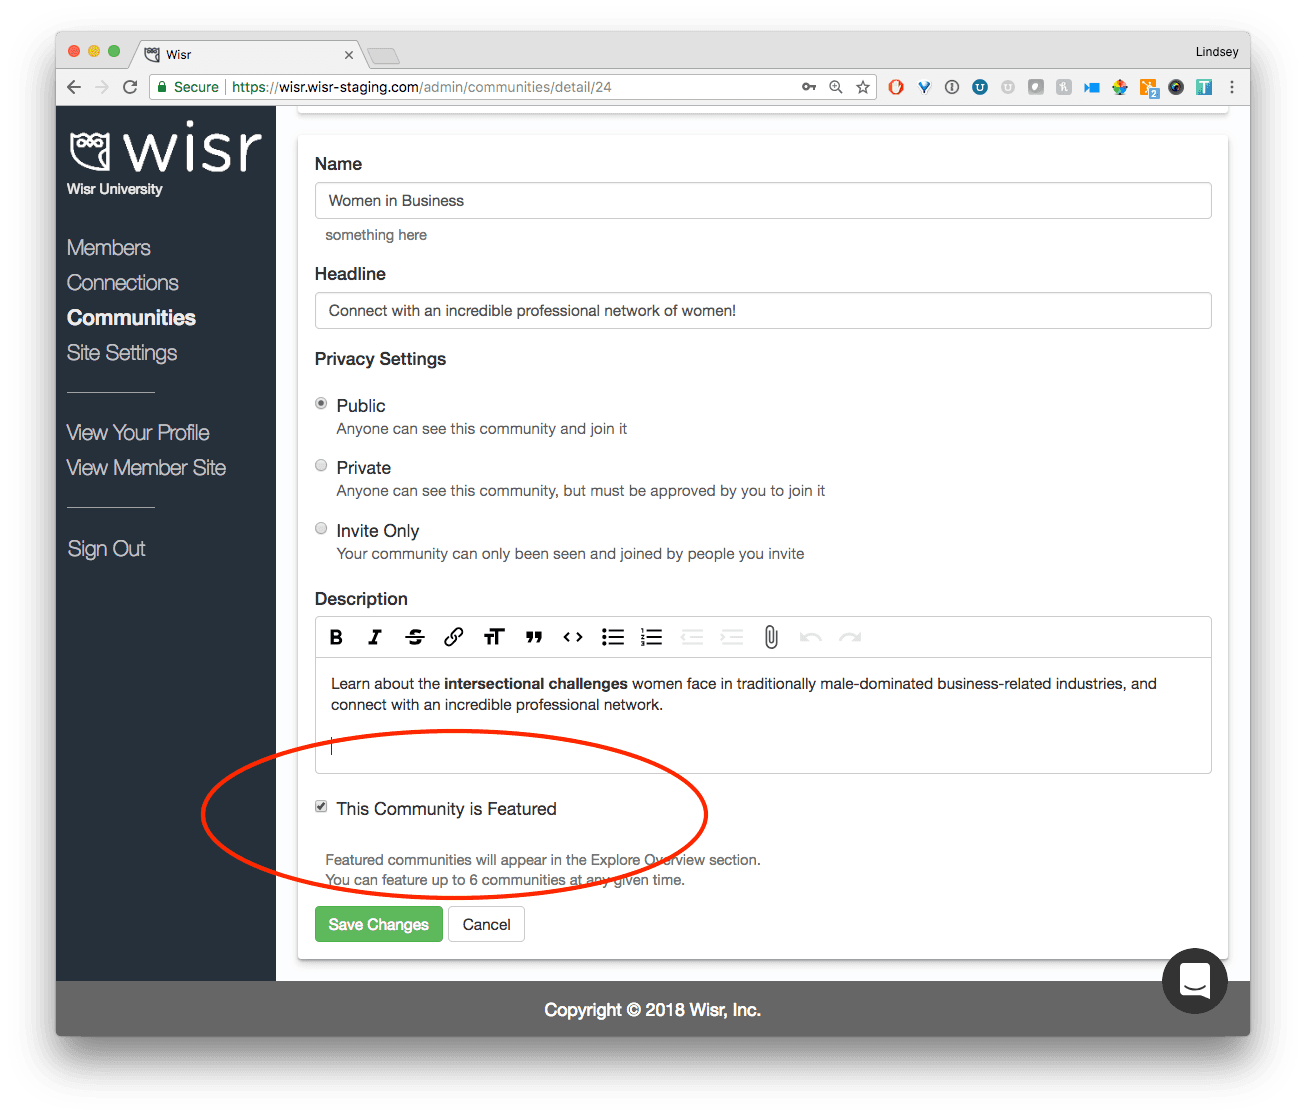 Wisr
Lindsey
Secure https://wisr.wisr-staging.com/admin/communities/detail/24
2
wisr
Wisr University
Members
Connections
Communities
Site Settings
View Your Profile
View Member Site
Sign Out
Name
Women in Business
something here
Headline
Connect with an incredible professional network of women!
Privacy Settings
Public
Anyone can see this community and join it
Private
Anyone can see this community, but must be approved by you to join it
Invite Only
Your community can only been seen and joined by people you invite
Description
Learn about the intersectional challenges women face in traditionally male-dominated business-related industries, and
connect with an incredible professional network.
This Community is Featured
Featured communities will appear in the Explore Overview section.
You can feature up to 6 communities at any given time.
Save Changes Cancel
Copyright © 2018 Wisr, Inc.